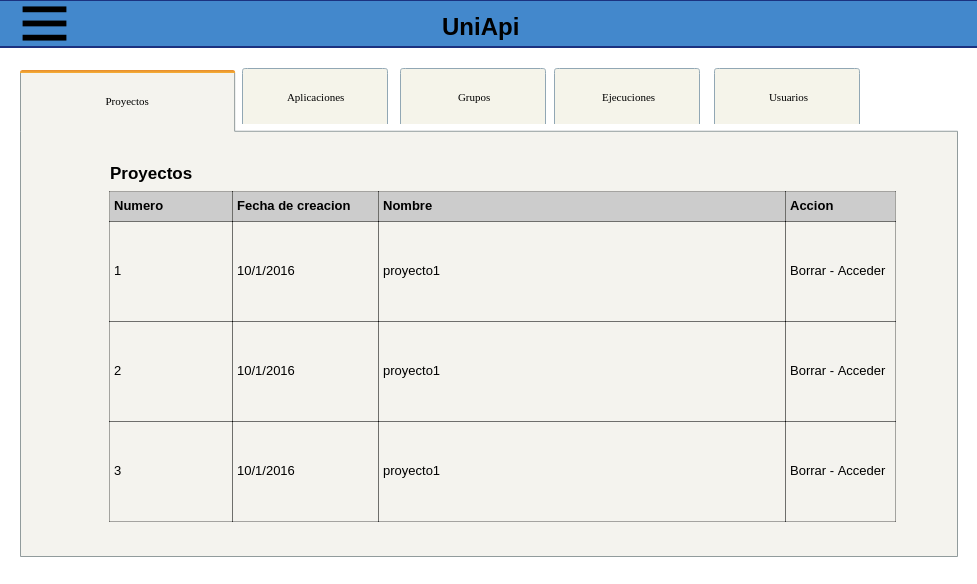 UniApi
Proyectos Aplicaciones Grupos Ejecuciones Usuarios
Proyectos
Numero Fecha de creacion Nombre Accion
1 10/1/2016 proyecto1 Borrar - Acceder
2 10/1/2016 proyecto1 Borrar - Acceder
3 10/1/2016 proyecto1 Borrar - Acceder